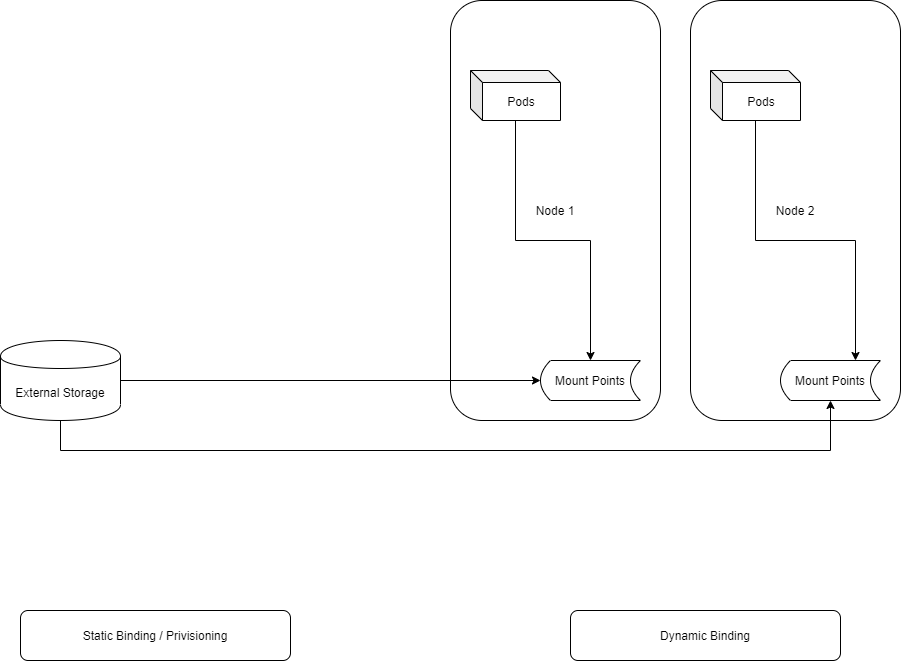 Pods
Pods
Node 1
Node 2
External Storage
Mount Points
Mount Points
Static Binding / Privisioning
Dynamic Binding